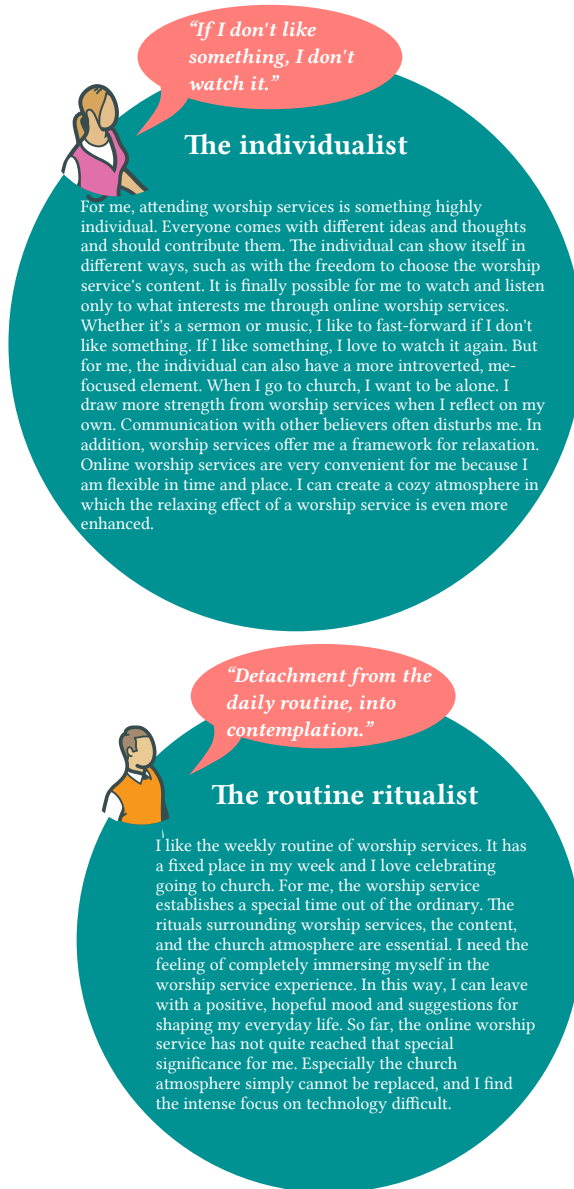 “If I don't like
something, I don't
watch it.”
The individualist
For me, attending worship services is something highly
individual. Everyone comes with different ideas and thoughts
and should contribute them. The individual can show itself in
different ways, such as with the freedom to choose the worship
service's content. It is finally possible for me to watch and listen
only to what interests me through online worship services.
Whether it's a sermon or music, I like to fast-forward if I don't
like something. If I like something, I love to watch it again. But
for me, the individual can also have a more introverted, me-
focused element. When I go to church, I want to be alone. I
draw more strength from worship services when I reflect on my
own. Communication with other believers often disturbs me. In
addition, worship services offer me a framework for relaxation.
Online worship services are very convenient for me because I
am flexible in time and place. I can create a cozy atmosphere in
which the relaxing effect of a worship service is even more
enhanced.
“Detachment from the
daily routine, into
contemplation.”
The routine ritualist
I like the weekly routine of worship services. It has
a fixed place in my week and I love celebrating
going to church. For me, the worship service
establishes a special time out of the ordinary. The
rituals surrounding worship services, the content,
and the church atmosphere are essential. I need the
feeling of completely immersing myself in the
worship service experience. In this way, I can leave
with a positive, hopeful mood and suggestions for
shaping my everyday life. So far, the online worship
service has not quite reached that special
significance for me. Especially the church
atmosphere simply cannot be replaced, and I find
the intense focus on technology difficult.